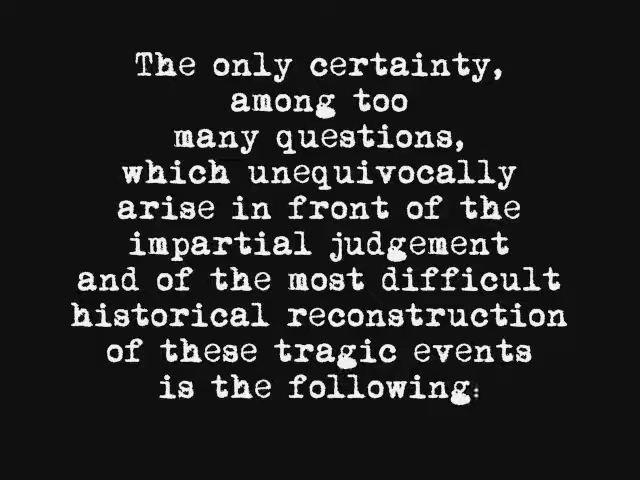 The only certainty,
among too
many questions,
which unequivocally
arise in front of the
impartial judgement
and of the most difficult
historical reconstruction
of these tragic events
is the following: